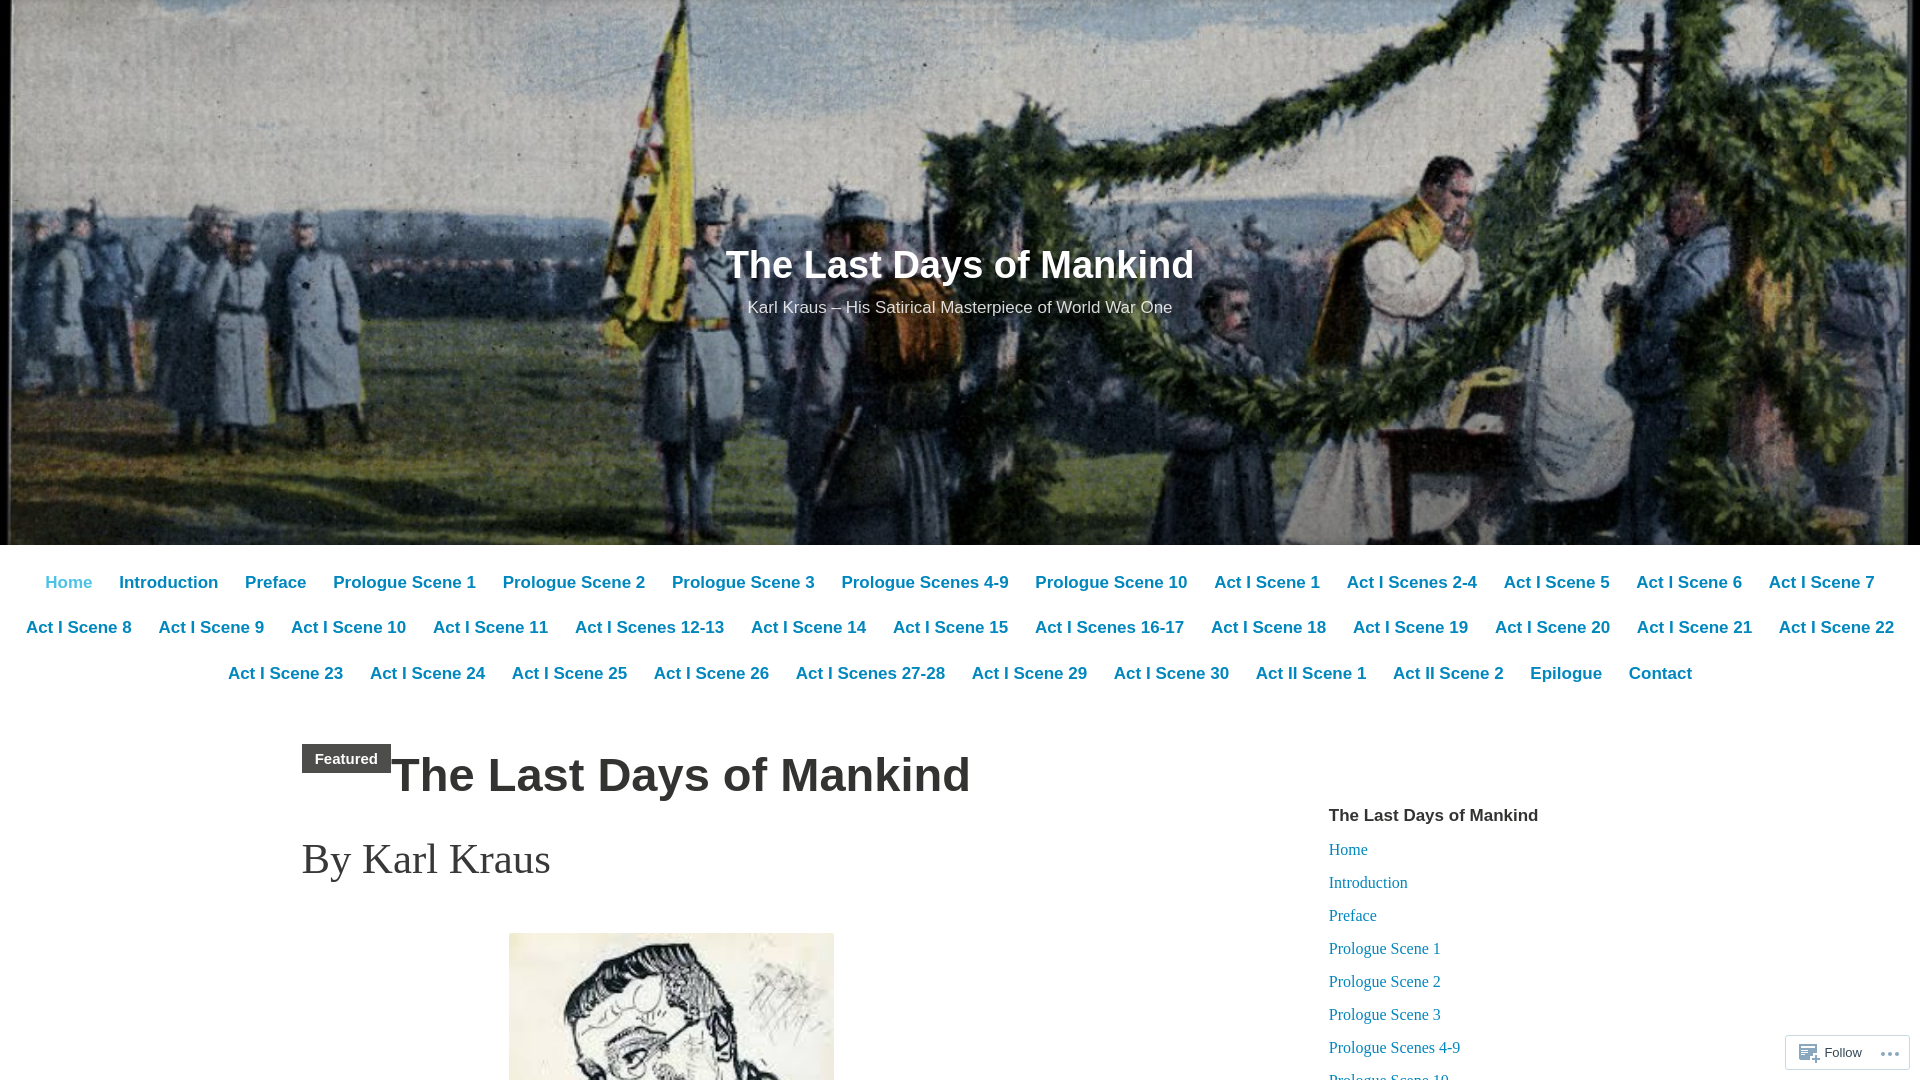 The Last Days of Mankind
Karl Kraus – His Satirical Masterpiece of World War One
Home Introduction Preface Prologue Scene 1 Prologue Scene 2 Prologue Scene 3 Prologue Scenes 4-9 Prologue Scene 10 Act I Scene 1 Act I Scenes 2-4 Act I Scene 5 Act I Scene 6 Act I Scene 7
Act I Scene 8 Act I Scene 9 Act I Scene 10 Act I Scene 11 Act I Scenes 12-13 Act I Scene 14 Act I Scene 15 Act I Scenes 16-17 Act I Scene 18 Act I Scene 19 Act I Scene 20 Act I Scene 21 Act I Scene 22
Act I Scene 23 Act I Scene 24 Act I Scene 25 Act I Scene 26 Act I Scenes 27-28 Act I Scene 29 Act I Scene 30 Act II Scene 1 Act II Scene 2 Epilogue Contact
Featured
The Last Days of Mankind
By Karl Kraus
The Last Days of Mankind
Home
Introduction
Preface
Prologue Scene 1
Prologue Scene 2
Prologue Scene 3
Prologue Scenes 4-9
Prologue Scene 10
Follow